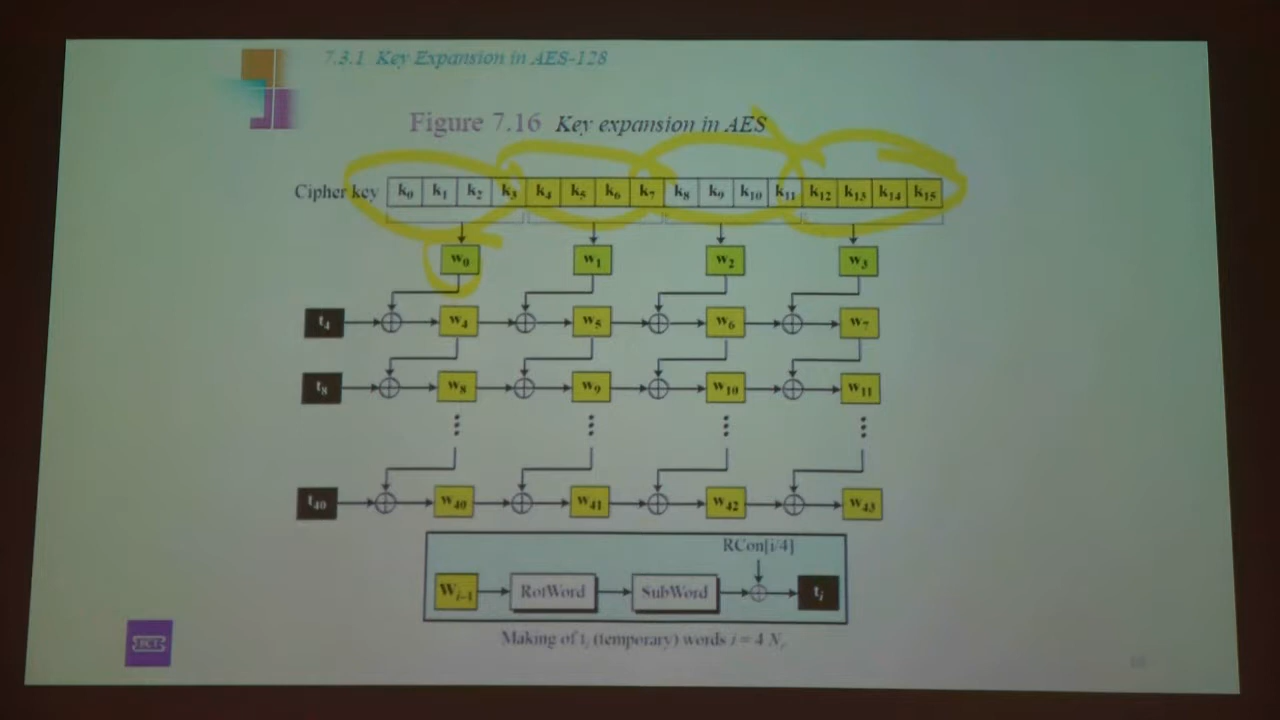 7.3.1 Key Expansion in AES-128
Figure 7.16 Key expansion in AES
Cipher key k0 k1 k2 k3 k4 k5 k6 k7 k8 k9 k10 k11 k12 k13 k14 k15
w0 w1 w2 w3
t4 w4 w5 w6 w7
t8 w8 w9 w10 w11
t40 w40 w41 w42 w43
RCon[i/4]
Wi-1 RotWord SubWord ti
Making of ti (temporary) words i = 4 Nr